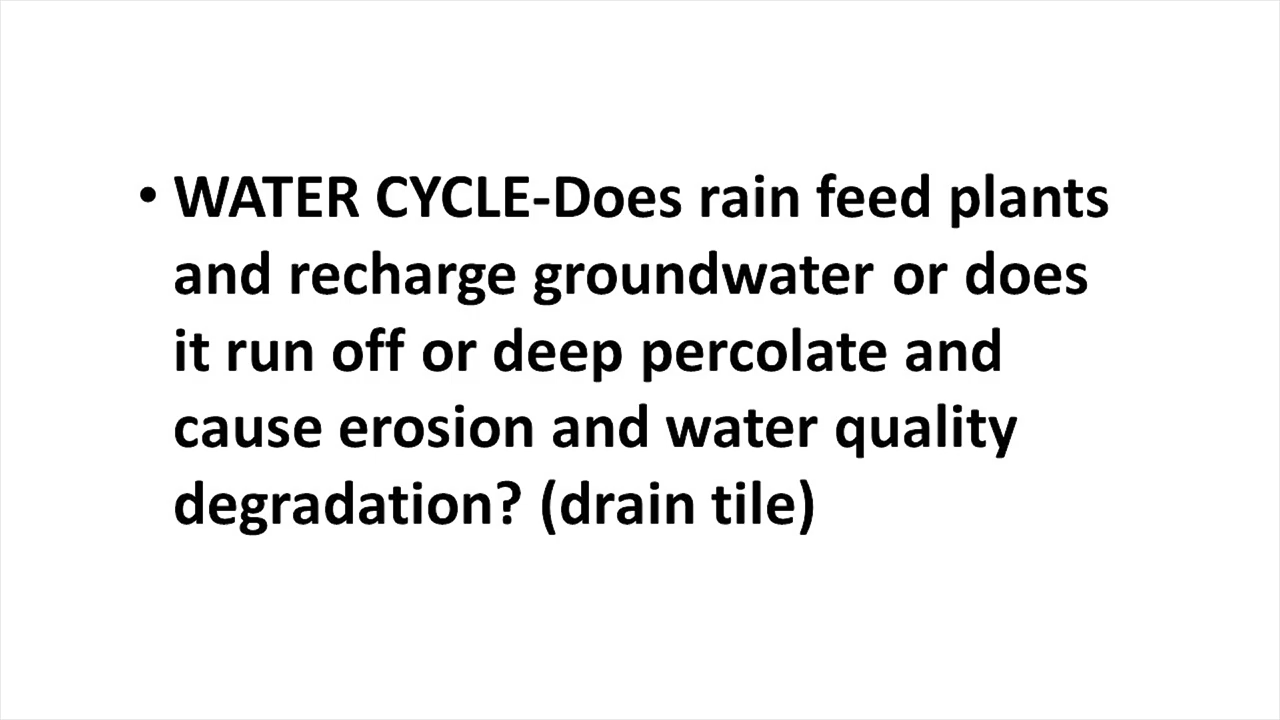 • WATER CYCLE-Does rain feed plants
and recharge groundwater or does
it run off or deep percolate and
cause erosion and water quality
degradation? (drain tile)